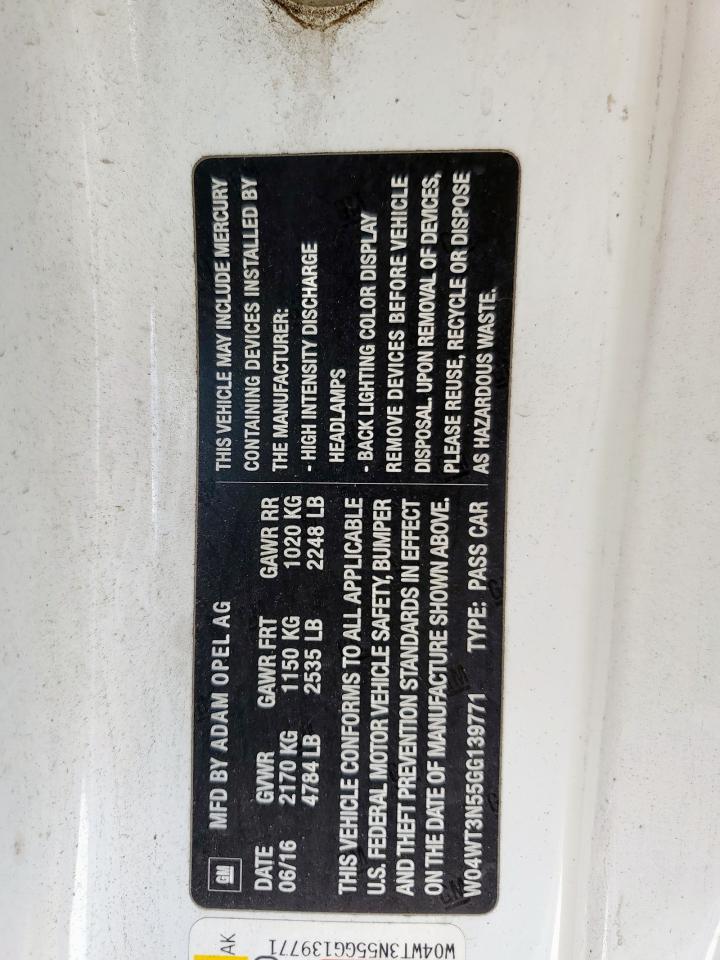 GM
MFD BY ADAM OPEL AG
DATE GVWR GAWR FRT GAWR RR
06/16 2170 KG 1150 KG 1020 KG
4784 LB 2535 LB 2248 LB
THIS VEHICLE CONFORMS TO ALL APPLICABLE
U.S. FEDERAL MOTOR VEHICLE SAFETY, BUMPER
AND THEFT PREVENTION STANDARDS IN EFFECT
ON THE DATE OF MANUFACTURE SHOWN ABOVE.
W04WT3N55GG139771 TYPE: PASS CAR
THIS VEHICLE MAY INCLUDE MERCURY
CONTAINING DEVICES INSTALLED BY
THE MANUFACTURER:
· HIGH INTENSITY DISCHARGE
HEADLAMPS
· BACK LIGHTING COLOR DISPLAY
REMOVE DEVICES BEFORE VEHICLE
DISPOSAL. UPON REMOVAL OF DEVICES,
PLEASE REUSE, RECYCLE OR DISPOSE
AS HAZARDOUS WASTE.
AK
W04WT3N55GG139771